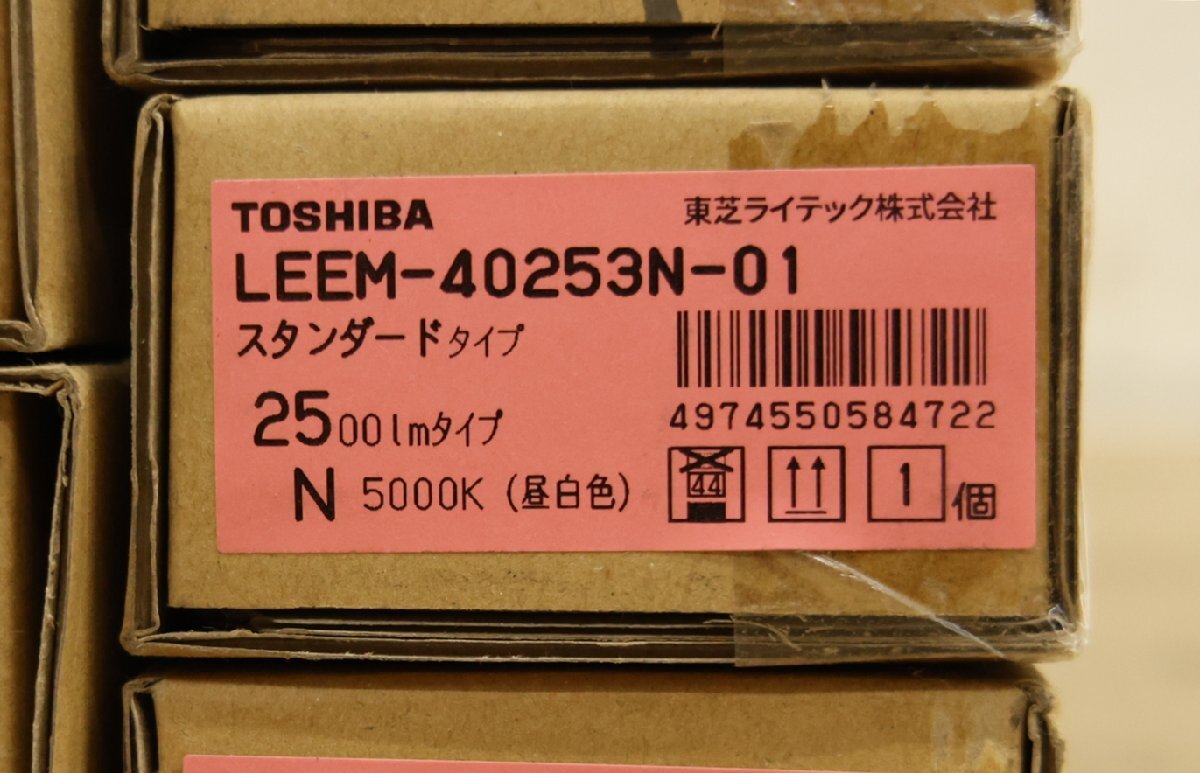 TOSHIBA
東芝ライテック株式会社
LEEM-40253N-01
スタンダードタイプ
2500lmタイプ
4974550584722
N 5000K (昼白色)
44
1個